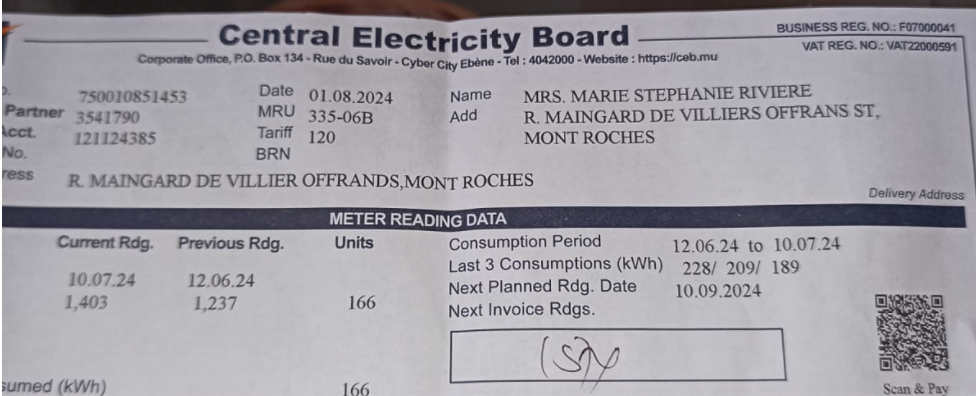 Central Electricity Board
BUSINESS REG. NO.: F07000041
VAT REG. NO.: VAT22000591
Corporate Office, P.O. Box 134 - Rue du Savoir - Cyber City Ebène - Tel : 4042000 - Website : https://ceb.mu
750010851453 Date 01.08.2024 Name MRS. MARIE STEPHANIE RIVIERE
Partner 3541790 MRU 335-06B Add R. MAINGARD DE VILLIERS OFFRANS ST,
Acct. 121124385 Tariff 120 MONT ROCHES
No. BRN
ress R. MAINGARD DE VILLIER OFFRANDS,MONT ROCHES
Delivery Address
METER READING DATA
Current Rdg. Previous Rdg. Units Consumption Period 12.06.24 to 10.07.24
Last 3 Consumptions (kWh) 228/ 209/ 189
10.07.24 12.06.24 Next Planned Rdg. Date 10.09.2024
1,403 1,237 166 Next Invoice Rdgs.
sumed (kWh) 166 Scan & Pay